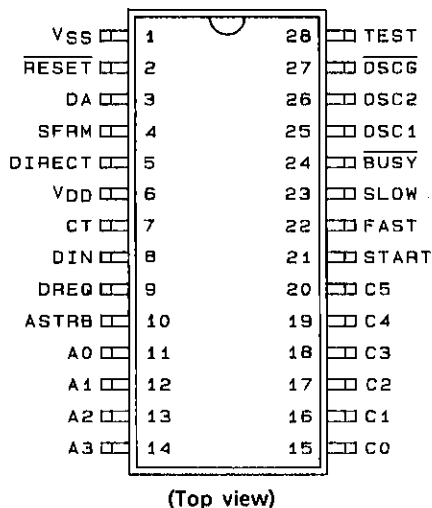 VSS 1 28 TEST
RESET 2 27 OSCG
DA 3 26 OSC2
SFRM 4 25 OSC1
DIRECT 5 24 BUSY
VDD 6 23 SLOW
CT 7 22 FAST
DIN 8 21 START
DREQ 9 20 C5
ASTRB 10 19 C4
A0 11 18 C3
A1 12 17 C2
A2 13 16 C1
A3 14 15 C0
(Top view)